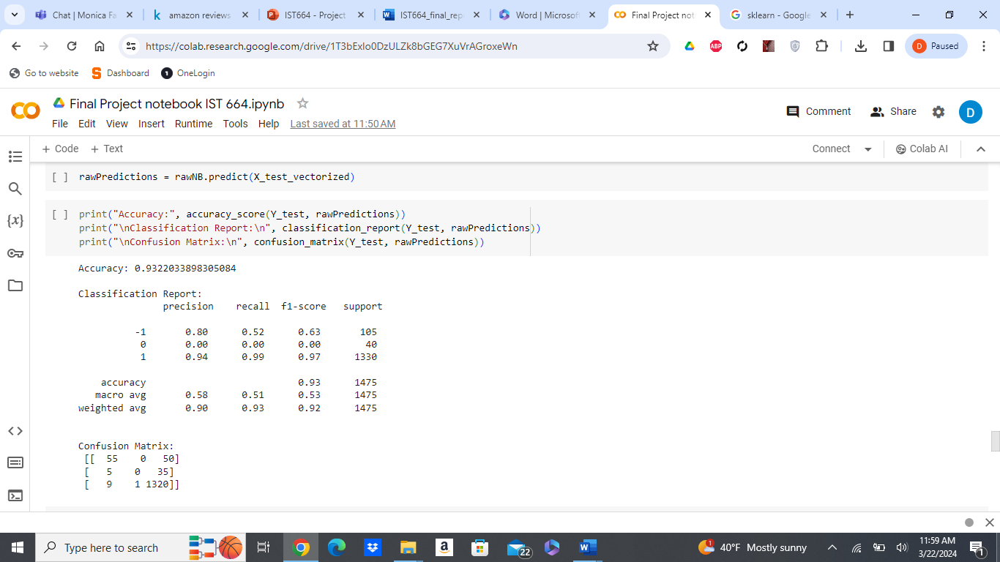 Chat | Monica Fa
amazon reviews
IST664 - Project
IST664_final_rep
Word | Microsof
Final Project not
sklearn - Google
https://colab.research.google.com/drive/1T3bExlo0DzULZk8bGEG7XuVrAGroxeWn
ABP
D Paused
Go to website
Dashboard
OneLogin
Final Project notebook IST 664.ipynb
Comment
Share
D
File Edit View Insert Runtime Tools Help Last saved at 11:50 AM
+ Code + Text
Connect
Colab AI
[ ] rawPredictions = rawNB.predict(X_test_vectorized)
[ ] print("Accuracy:", accuracy_score(Y_test, rawPredictions))
print("\nClassification Report:\n", classification_report(Y_test, rawPredictions))
print("\nConfusion Matrix:\n", confusion_matrix(Y_test, rawPredictions))
Accuracy: 0.9322033898305084
Classification Report:
precision recall f1-score support
-1 0.80 0.52 0.63 105
0 0.00 0.00 0.00 40
1 0.94 0.99 0.97 1330
accuracy 0.93 1475
macro avg 0.58 0.51 0.53 1475
weighted avg 0.90 0.93 0.92 1475
Confusion Matrix:
[[ 55 0 50]
[ 5 0 35]
[ 9 1 1320]]
Type here to search
22
40°F Mostly sunny
11:59 AM
3/22/2024
1